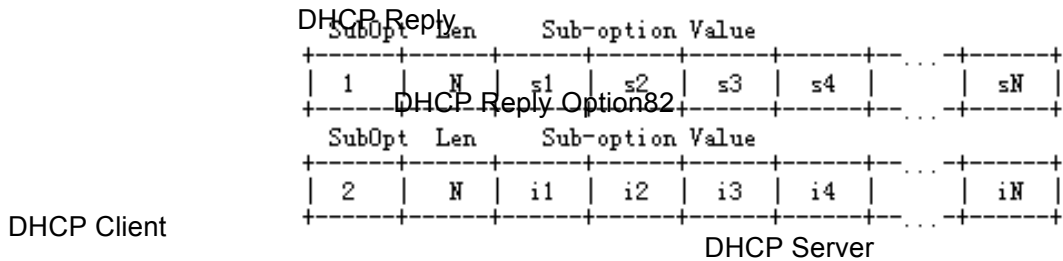 DHCP Reply
SubOpt Len Sub-option Value
+------+------+------+------+------+------+--...-+------+
| 1 | N | s1 | s2 | s3 | s4 | | sN |
DHCP Reply Option82
+------+------+------+------+------+------+--...-+------+
SubOpt Len Sub-option Value
+------+------+------+------+------+------+--...-+------+
| 2 | N | i1 | i2 | i3 | i4 | | iN |
+------+------+------+------+------+------+--...-+------+
DHCP Client
DHCP Server